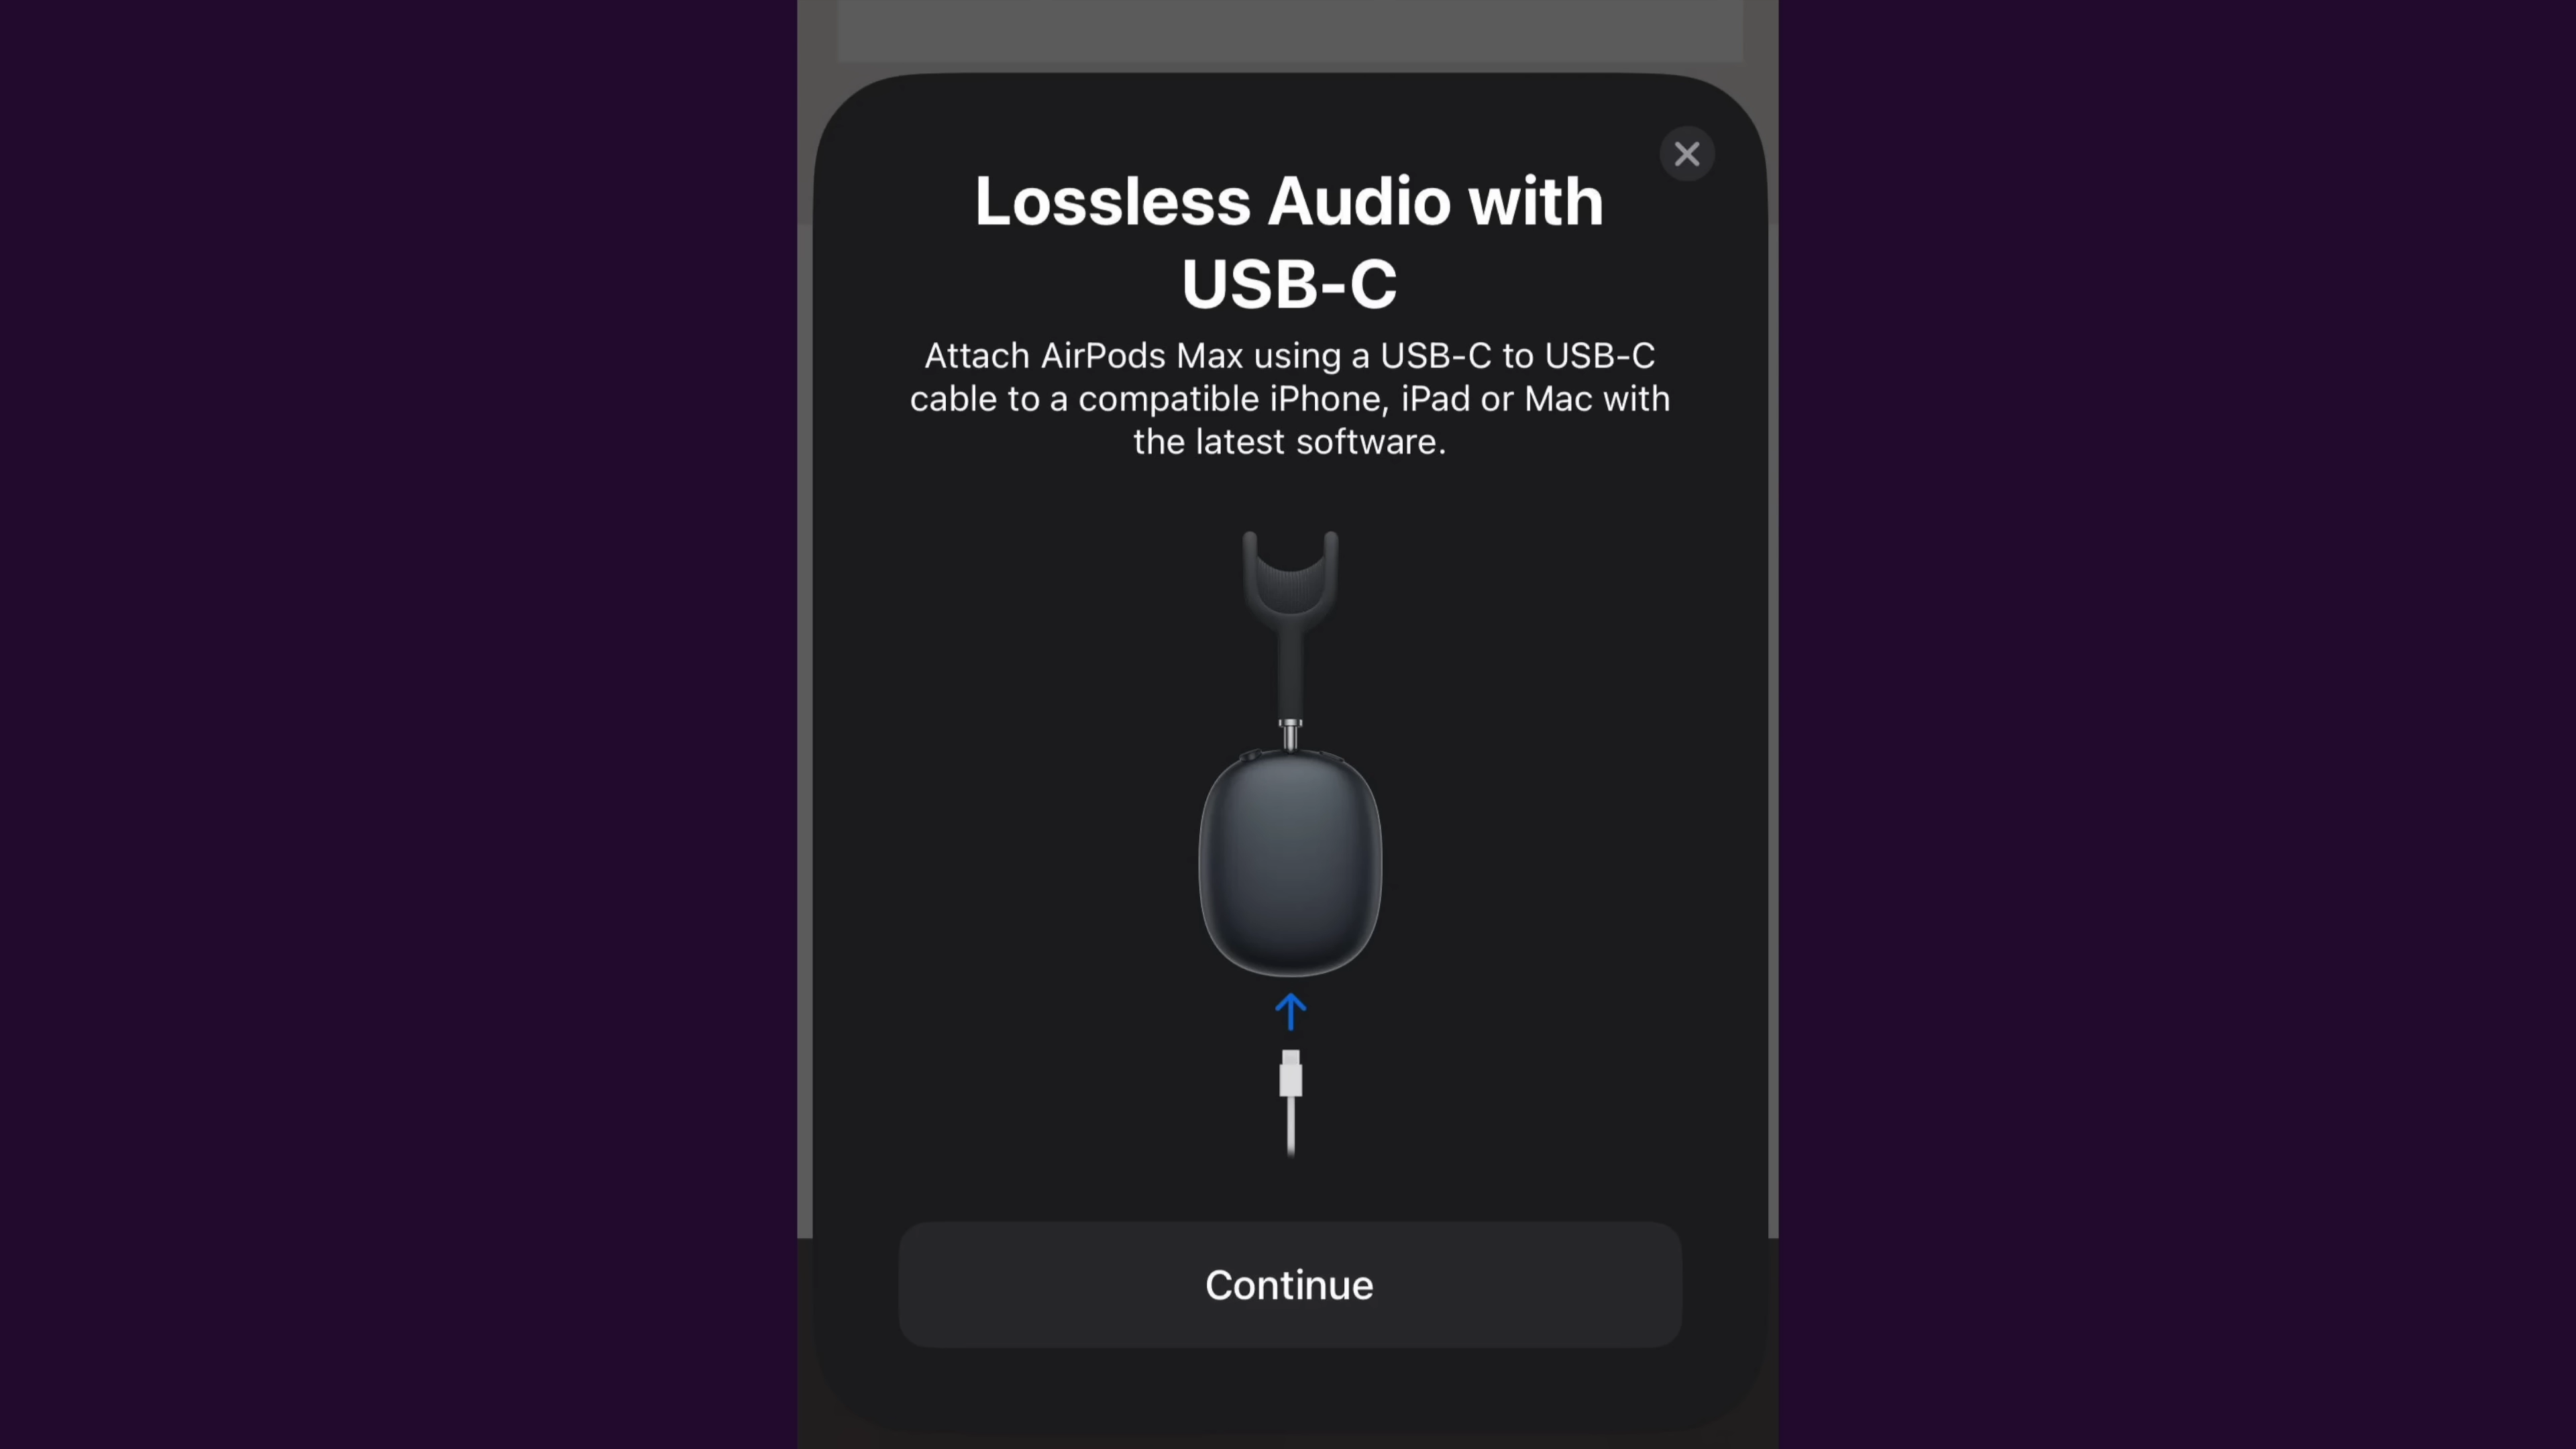 Lossless Audio with
USB-C
Attach AirPods Max using a USB-C to USB-C
cable to a compatible iPhone, iPad or Mac with
the latest software.
Continue